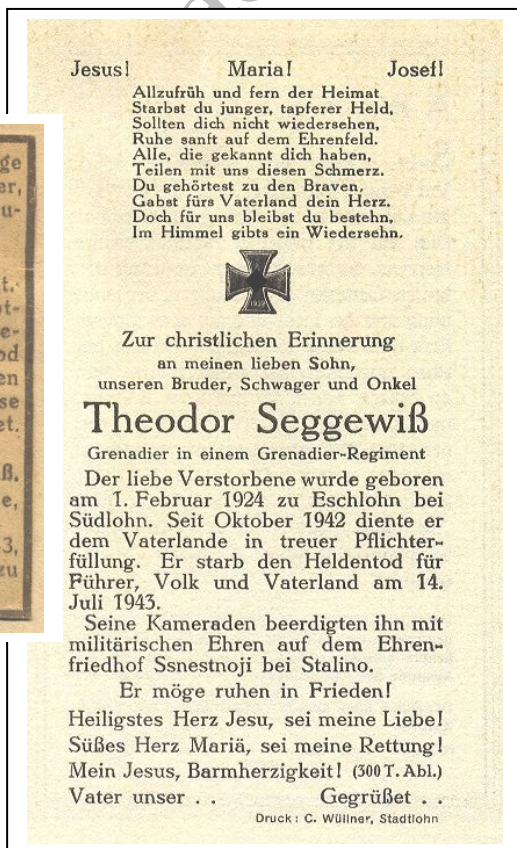 Jesus! Maria! Josef!
Allzufrüh und fern der Heimat
Starbst du junger, tapferer Held,
Sollten dich nicht wiedersehen,
Ruhe sanft auf dem Ehrenfeld.
Alle, die gekannt dich haben,
Teilen mit uns diesen Schmerz.
Du gehörtest zu den Braven,
Gabst fürs Vaterland dein Herz.
Doch für uns bleibst du bestehn,
Im Himmel gibts ein Wiedersehn.
1939
Zur christlichen Erinnerung
an meinen lieben Sohn,
unseren Bruder, Schwager und Onkel
Theodor Seggewiß
Grenadier in einem Grenadier-Regiment
Der liebe Verstorbene wurde geboren
am 1. Februar 1924 zu Eschlohn bei
Südlohn. Seit Oktober 1942 diente er
dem Vaterlande in treuer Pflichter-
füllung. Er starb den Heldentod für
Führer, Volk und Vaterland am 14.
Juli 1943.
Seine Kameraden beerdigten ihn mit
militärischen Ehren auf dem Ehren-
friedhof Ssnestnoji bei Stalino.
Er möge ruhen in Frieden!
Heiligstes Herz Jesu, sei meine Liebe!
Süßes Herz Mariä, sei meine Rettung!
Mein Jesus, Barmherzigkeit! (300 T. Abl.)
Vater unser . . Gegrüßet . .
Druck: C. Wüllner, Stadtlohn